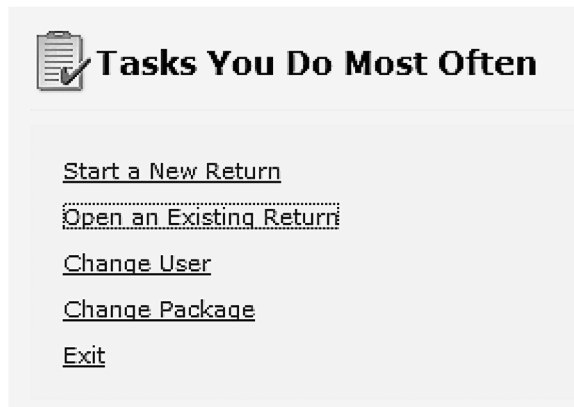 Tasks You Do Most Often
Start a New Return
Open an Existing Return
Change User
Change Package
Exit